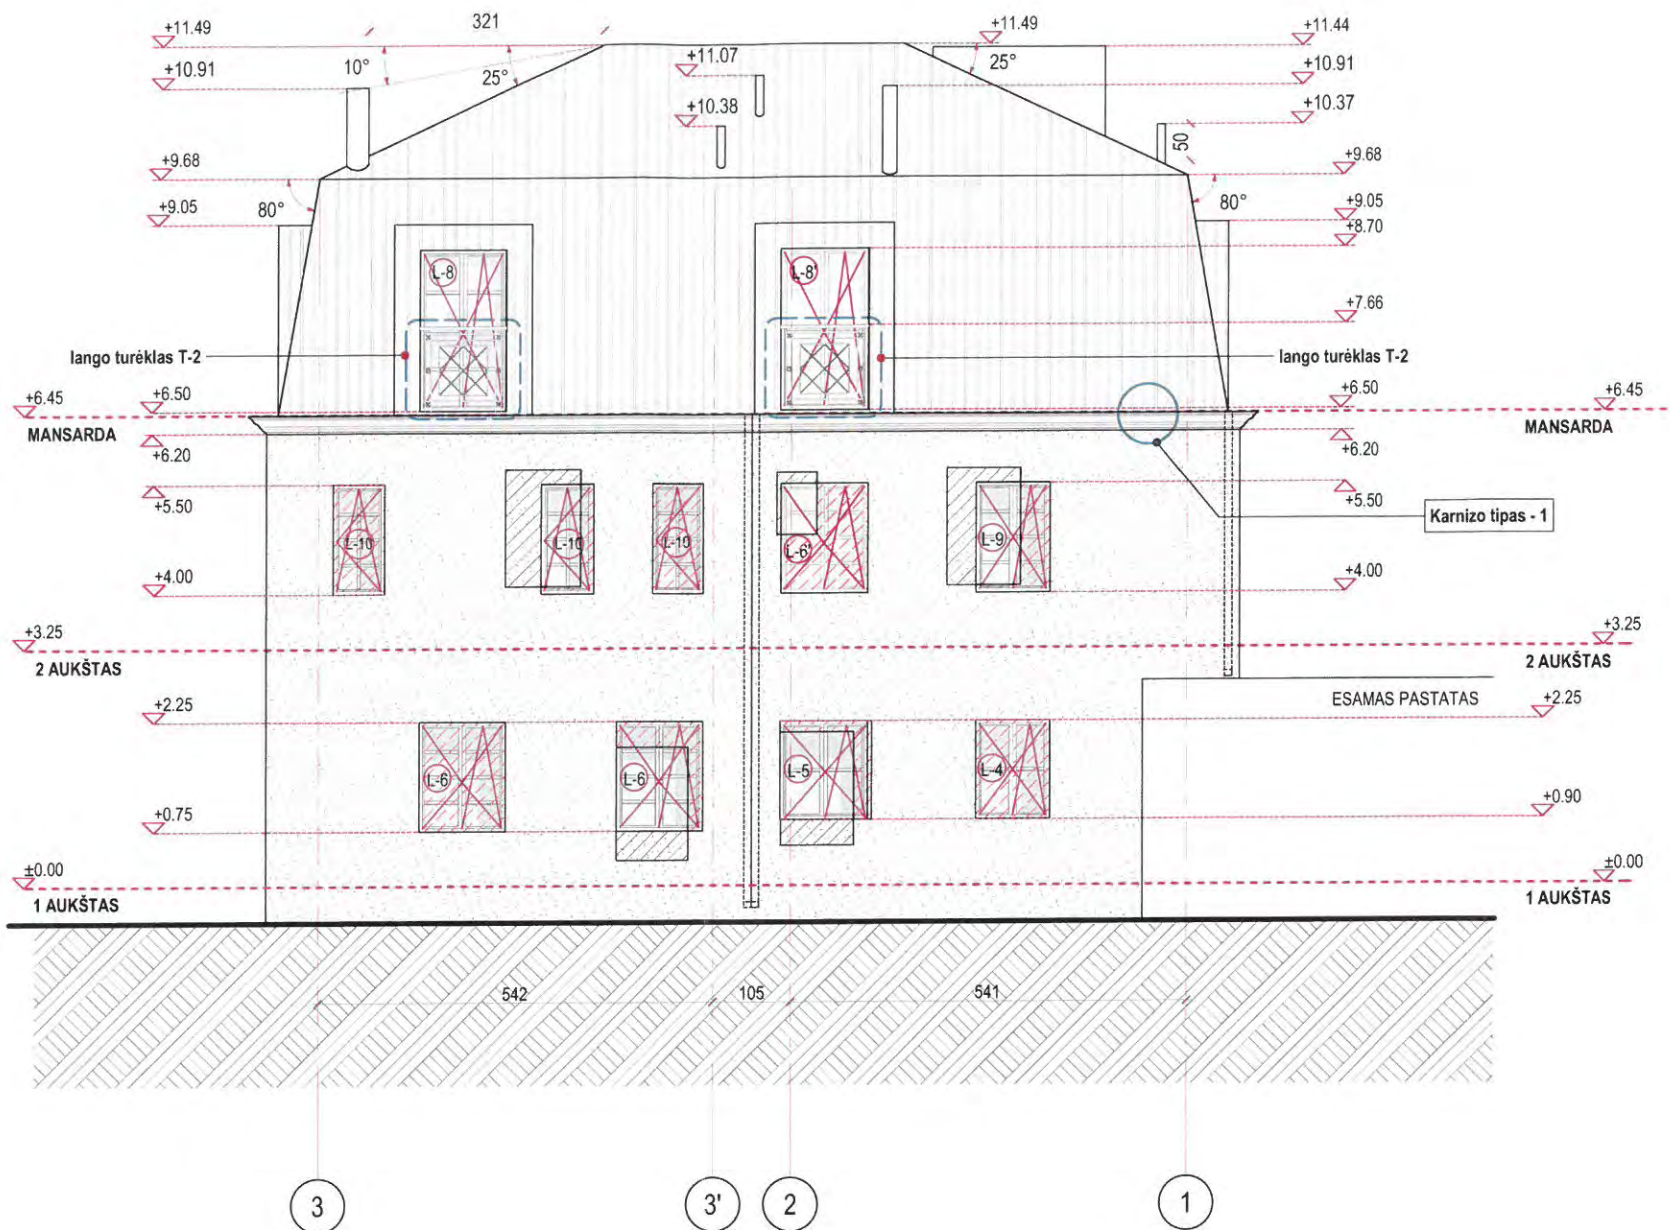 +11.49
321
+11.49
+11.44
10°
25°
+11.07
25°
+10.91
+10.91
+10.38
+10.37
50
+9.68
+9.68
80°
80°
+9.05
+9.05
+8.70
L-8
L-8'
+7.66
lango turėklas T-2
lango turėklas T-2
+6.45
+6.50
+6.50
+6.45
MANSARDA
MANSARDA
+6.20
+6.20
+5.50
+5.50
Karnizo tipas - 1
L-10
L-10
L-10
L-6'
L-9
+4.00
+4.00
+3.25
+3.25
2 AUKŠTAS
2 AUKŠTAS
+2.25
ESAMAS PASTATAS
+2.25
L-6
L-6
L-5
L-4
+0.75
+0.90
±0.00
±0.00
1 AUKŠTAS
1 AUKŠTAS
542
105
541
3
3'
2
1